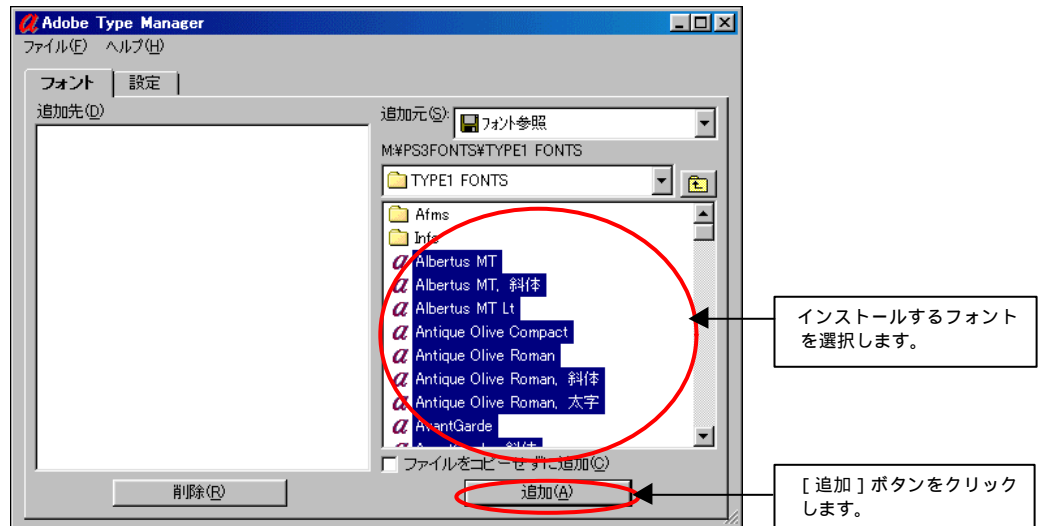 Adobe Type Manager
ファイル(F) ヘルプ(H)
フォント 設定
追加先(D)
追加元(S):
フォント参照
M:¥PS3FONTS¥TYPE1 FONTS
TYPE1 FONTS
Afms
Info
Albertus MT
Albertus MT, 斜体
Albertus MT Lt
Antique Olive Compact
Antique Olive Roman
Antique Olive Roman, 斜体
Antique Olive Roman, 太字
AvantGarde
ファイルをコピーせずに追加(C)
削除(R)
追加(A)
インストールするフォント
を選択します。
[ 追加 ] ボタンをクリック
します。